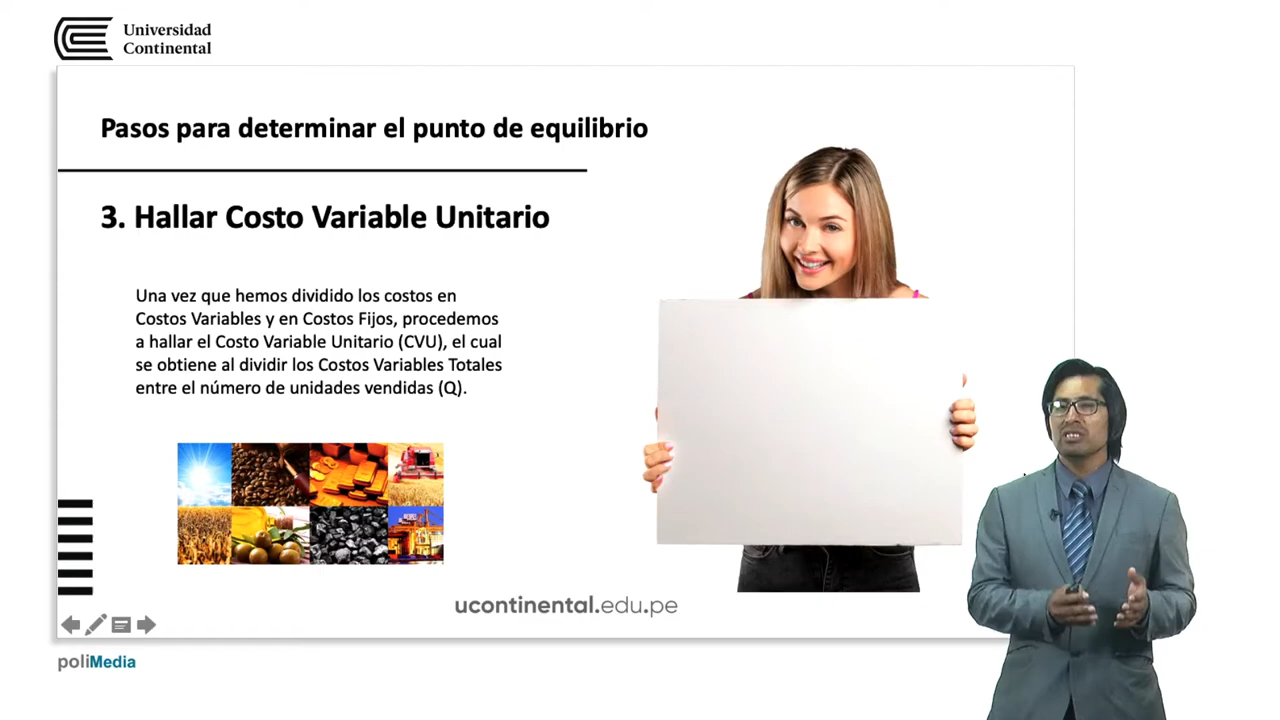 Universidad
Continental
Pasos para determinar el punto de equilibrio
3. Hallar Costo Variable Unitario
Una vez que hemos dividido los costos en
Costos Variables y en Costos Fijos, procedemos
a hallar el Costo Variable Unitario (CVU), el cual
se obtiene al dividir los Costos Variables Totales
entre el número de unidades vendidas (Q).
ucontinental.edu.pe
poliMedia